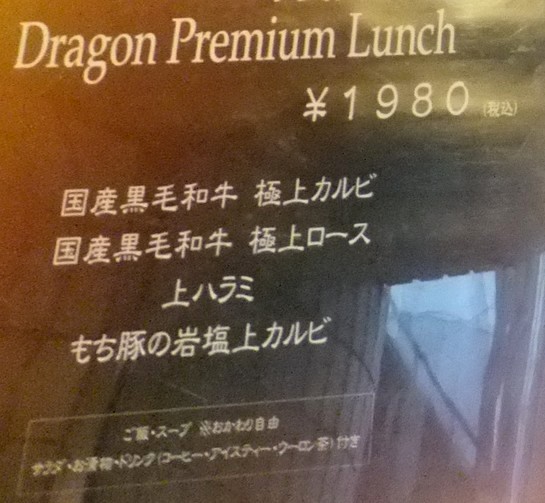 Dragon Premium Lunch
¥1980(税込)
国産黒毛和牛 極上カルビ
国産黒毛和牛 極上ロース
上ハラミ
もち豚の岩塩上カルビ
ご飯・スープ ※おかわり自由
サラダ・お漬物・ドリンク(コーヒー・アイスティー・ウーロン茶)付き